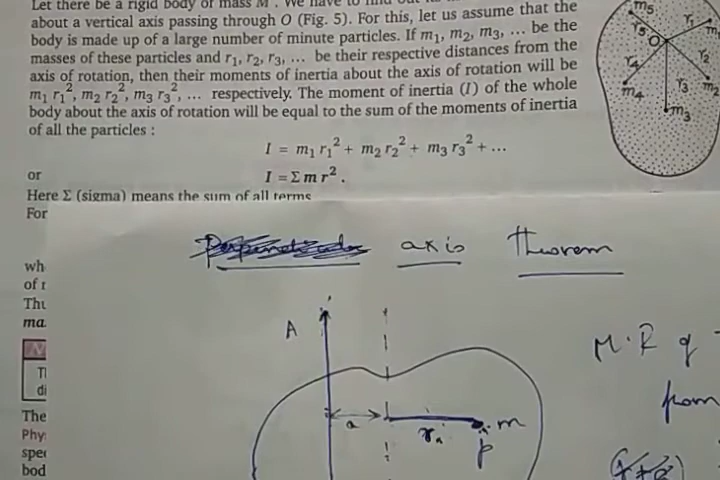 Let there be a rigid body of mass M . We have to find out its
about a vertical axis passing through O (Fig. 5). For this, let us assume that the
body is made up of a large number of minute particles. If m₁, m₂, m₃, ... be the
masses of these particles and r₁, r₂, r₃, ... be their respective distances from the
axis of rotation, then their moments of inertia about the axis of rotation will be
m₁ r₁², m₂ r₂², m₃ r₃², ... respectively. The moment of inertia (I) of the whole
body about the axis of rotation will be equal to the sum of the moments of inertia
of all the particles :
I = m₁ r₁² + m₂ r₂² + m₃ r₃² + ...
or I = Σ m r² .
Here Σ (sigma) means the sum of all terms
For
m₅
r₅
O
r₁
m₁
r₂
m₂
r₃
m₃
r₄
m₄
axis theorem
wh
of r
Thu
ma
A
M.R of
from
a
m
p
The
Phy
spe
bod